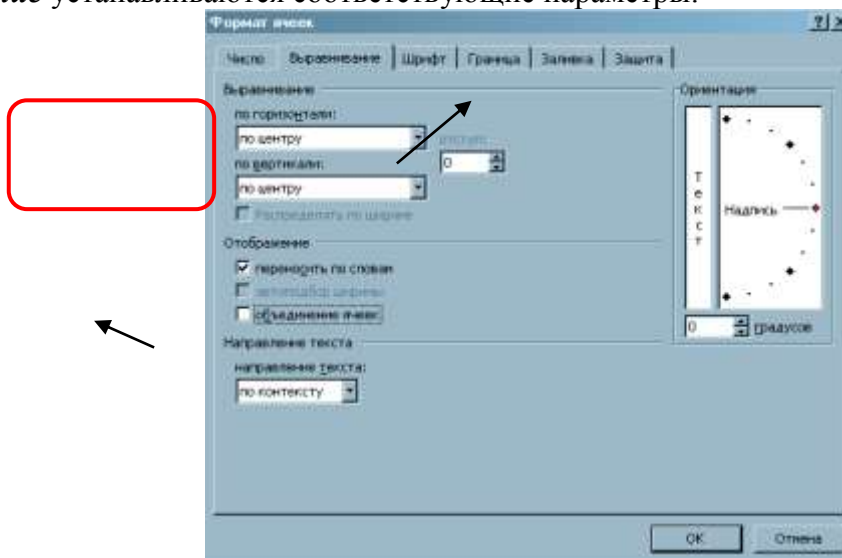 устанавливаются соответствующие параметры.
Формат ячеек
Число Выравнивание Шрифт Граница Заливка Защита
Выравнивание
по горизонтали:
по центру
отступ:
по вертикали:
0
по центру
Распределять по ширине
Отображение
переносить по словам
автоподбор ширины
объединение ячеек
Направление текста
направление текста:
по контексту
Ориентация
Текст
Надпись
0 градусов
ОК Отмена